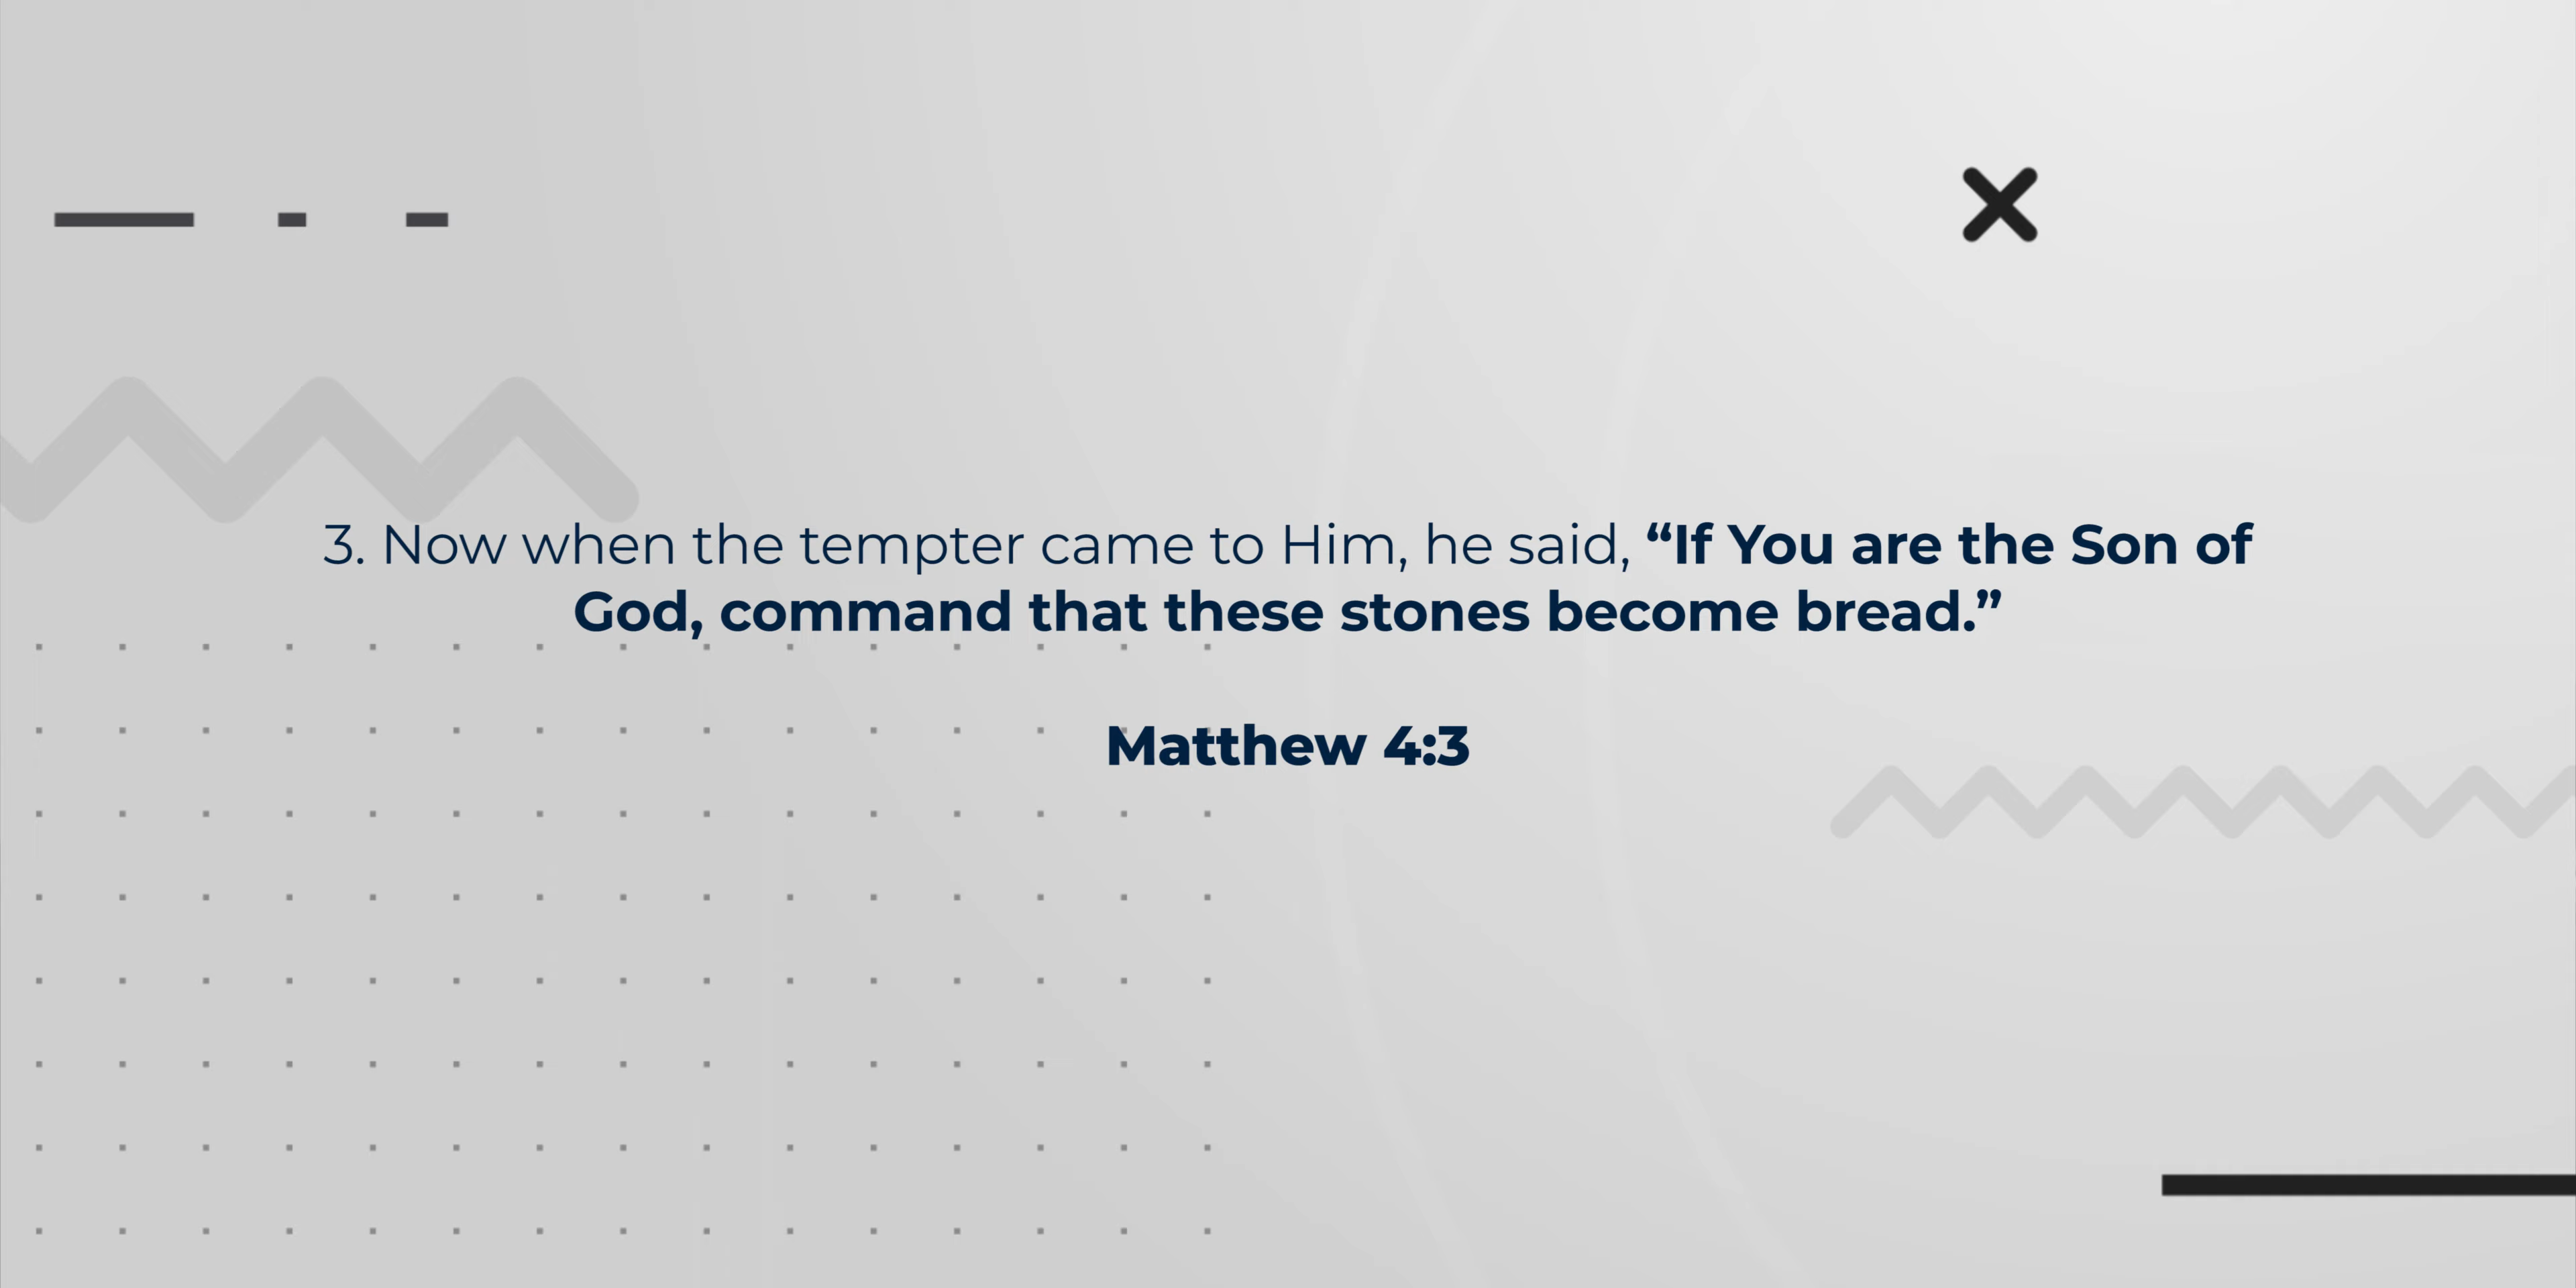 3. Now when the tempter came to Him, he said, “If You are the Son of
God, command that these stones become bread.”
Matthew 4:3